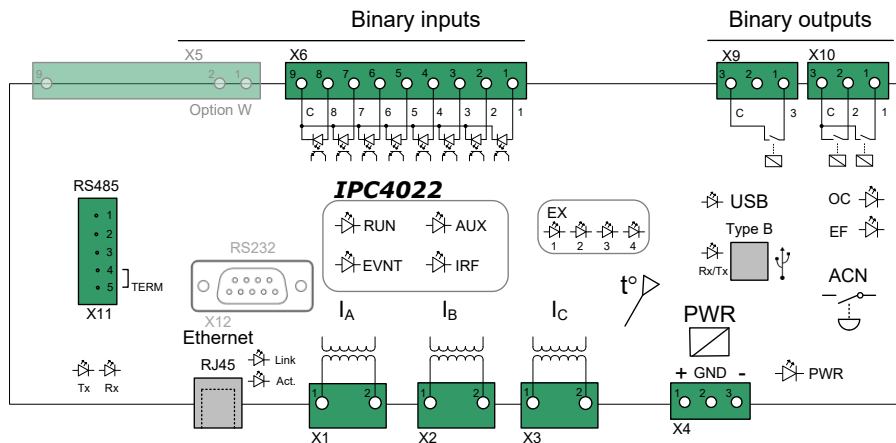 Binary inputs
Binary outputs
X5
X6
X9
X10
9 2 1
9 8 7 6 5 4 3 2 1
3 2 1
3 2 1
Option W
C 8 7 6 5 4 3 2 1
C 3
C 2 1
IPC4022
RS485
1
2
3
4
5
TERM
X11
RS232
X12
RUN
AUX
EVNT
IRF
EX
1 2 3 4
USB
Type B
Rx/Tx
OC
EF
ACN
t°
PWR
+ GND -
PWR
Ethernet
RJ45
Link
Act.
Tx
Rx
IA
IB
IC
1 2
1 2
1 2
1 2 3
X1
X2
X3
X4